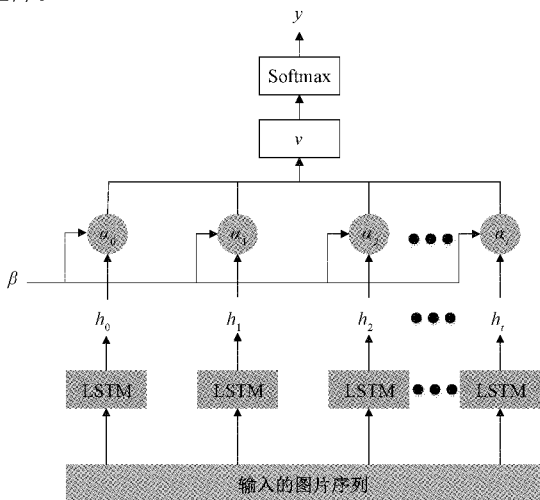 y
Softmax
v
α₀ α₁ α₂ αₜ
β
h₀ h₁ h₂ hₜ
LSTM LSTM LSTM LSTM
输入的图片序列